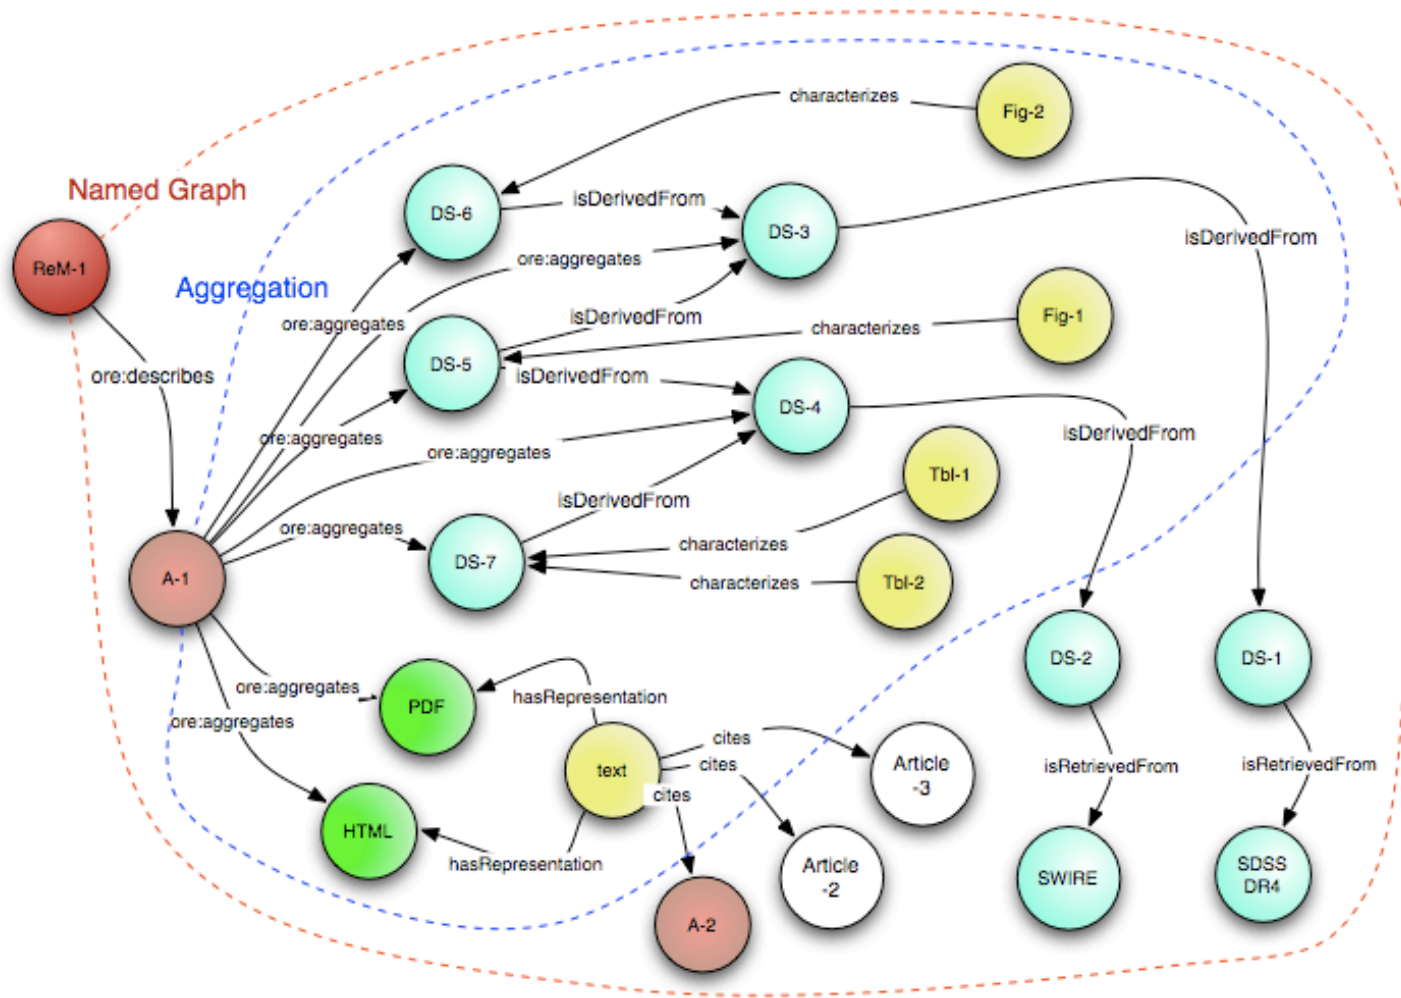 characterizes
Fig-2
Named Graph
DS-6
isDerivedFrom
DS-3
isDerivedFrom
ReM-1
ore:aggregates
Aggregation
ore:aggregates
isDerivedFrom
characterizes
Fig-1
ore:describes
DS-5
isDerivedFrom
DS-4
isDerivedFrom
ore:aggregates
ore:aggregates
Tbl-1
isDerivedFrom
ore:aggregates
characterizes
A-1
DS-7
characterizes
Tbl-2
DS-2
DS-1
ore:aggregates
PDF
hasRepresentation
ore:aggregates
cites
cites
text
cites
Article
-3
isRetrievedFrom
isRetrievedFrom
HTML
hasRepresentation
Article
-2
SWIRE
SDSS
DR4
A-2